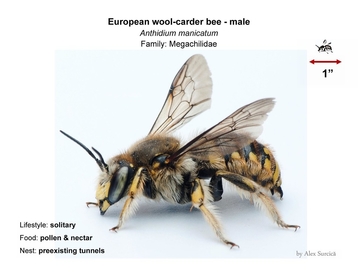 European wool-carder bee - male
Anthidium manicatum
Family: Megachilidae
1”
Lifestyle: solitary
Food: pollen & nectar
Nest: preexisting tunnels
by Alex Surcică